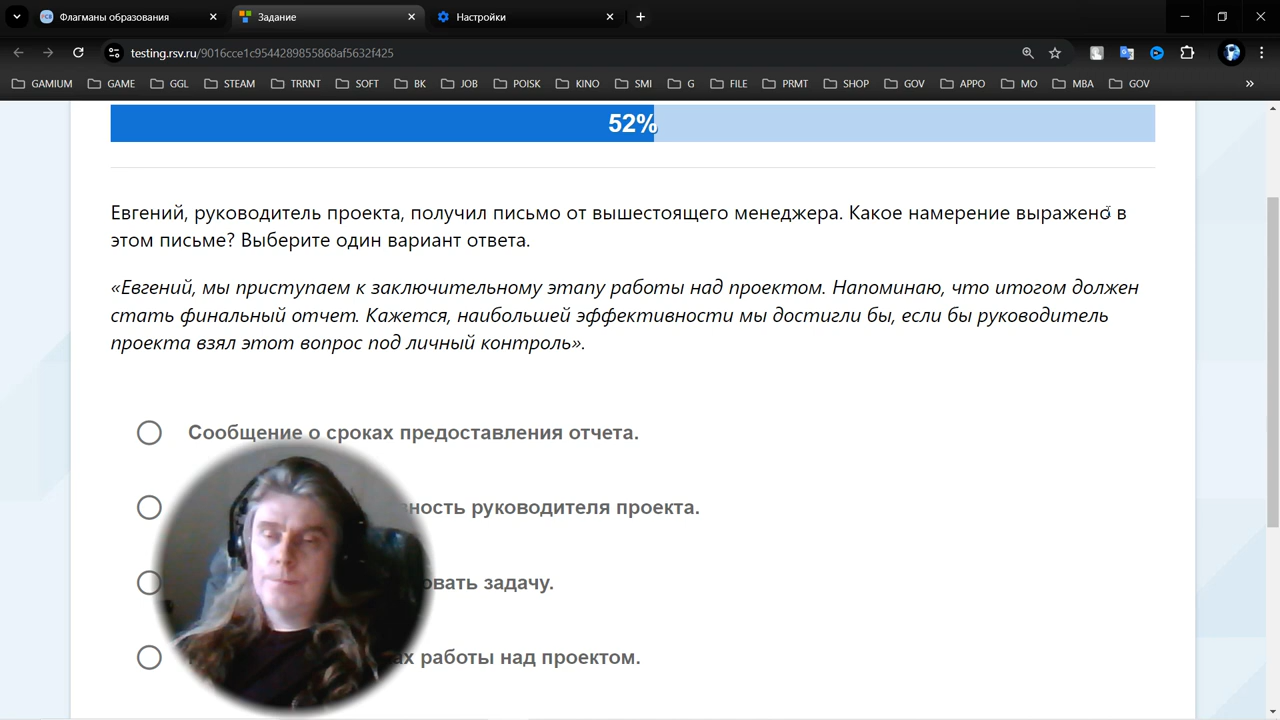 Флагманы образования
Задание
Настройки
testing.rsv.ru/9016cce1c9544289855868af5632f425
GAMIUM GAME GGL STEAM TRRNT SOFT BK JOB POISK KINO SMI G FILE PRMT SHOP GOV APPO MO MBA GOV »
52%
Евгений, руководитель проекта, получил письмо от вышестоящего менеджера. Какое намерение выражено в
этом письме? Выберите один вариант ответа.
«Евгений, мы приступаем к заключительному этапу работы над проектом. Напоминаю, что итогом должен
стать финальный отчет. Кажется, наибольшей эффективности мы достигли бы, если бы руководитель
проекта взял этот вопрос под личный контроль».
Сообщение о сроках предоставления отчета.
руководителя проекта.
задачу.
работы над проектом.